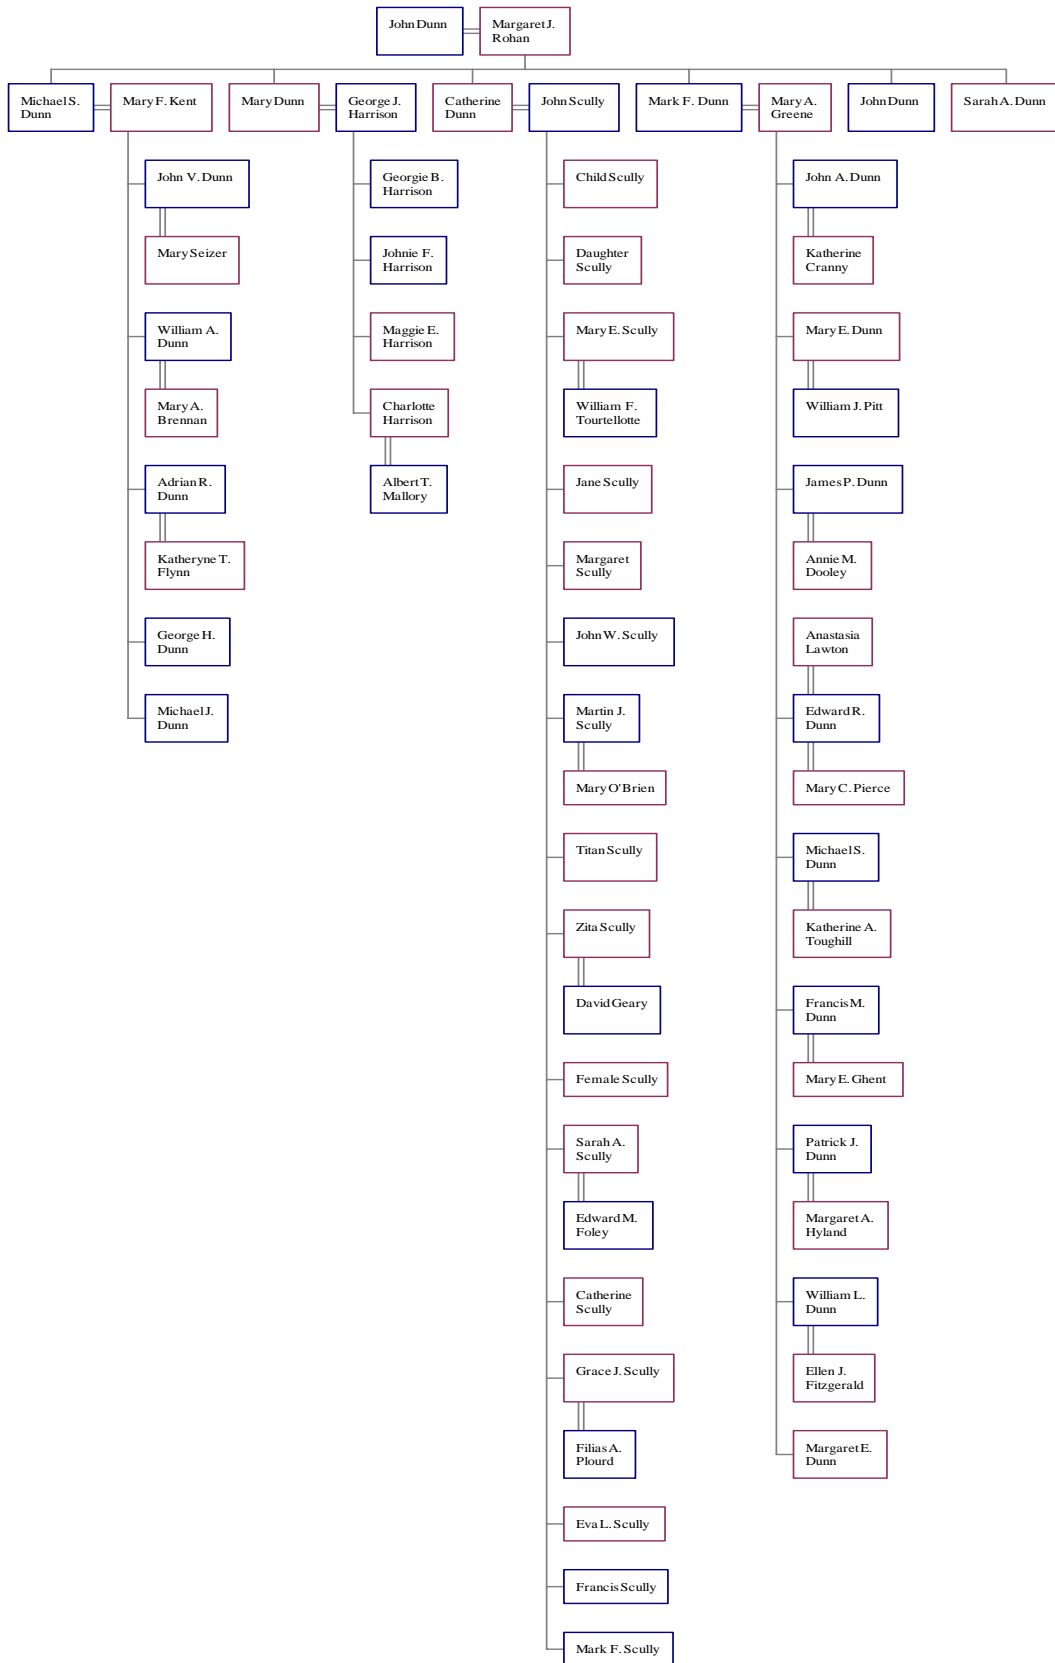 John Dunn
Margaret J.
Rohan
Michael S.
Dunn
Mary F. Kent
Mary Dunn
George J.
Harrison
Catherine
Dunn
John Scully
Mark F. Dunn
Mary A.
Greene
John Dunn
Sarah A. Dunn
John V. Dunn
Mary Seizer
William A.
Dunn
Mary A.
Brennan
Adrian R.
Dunn
Katheryne T.
Flynn
George H.
Dunn
Michael J.
Dunn
Georgie B.
Harrison
Johnie F.
Harrison
Maggie E.
Harrison
Charlotte
Harrison
Albert T.
Mallory
Child Scully
Daughter
Scully
Mary E. Scully
William F.
Tourtellotte
Jane Scully
Margaret
Scully
John W. Scully
Martin J.
Scully
Mary O'Brien
Titan Scully
Zita Scully
David Geary
Female Scully
Sarah A.
Scully
Edward M.
Foley
Catherine
Scully
Grace J. Scully
Filias A.
Plourd
Eva L. Scully
Francis Scully
Mark F. Scully
John A. Dunn
Katherine
Cranny
Mary E. Dunn
William J. Pitt
James P. Dunn
Annie M.
Dooley
Anastasia
Lawton
Edward R.
Dunn
Mary C. Pierce
Michael S.
Dunn
Katherine A.
Toughill
Francis M.
Dunn
Mary E. Ghent
Patrick J.
Dunn
Margaret A.
Hyland
William L.
Dunn
Ellen J.
Fitzgerald
Margaret E.
Dunn